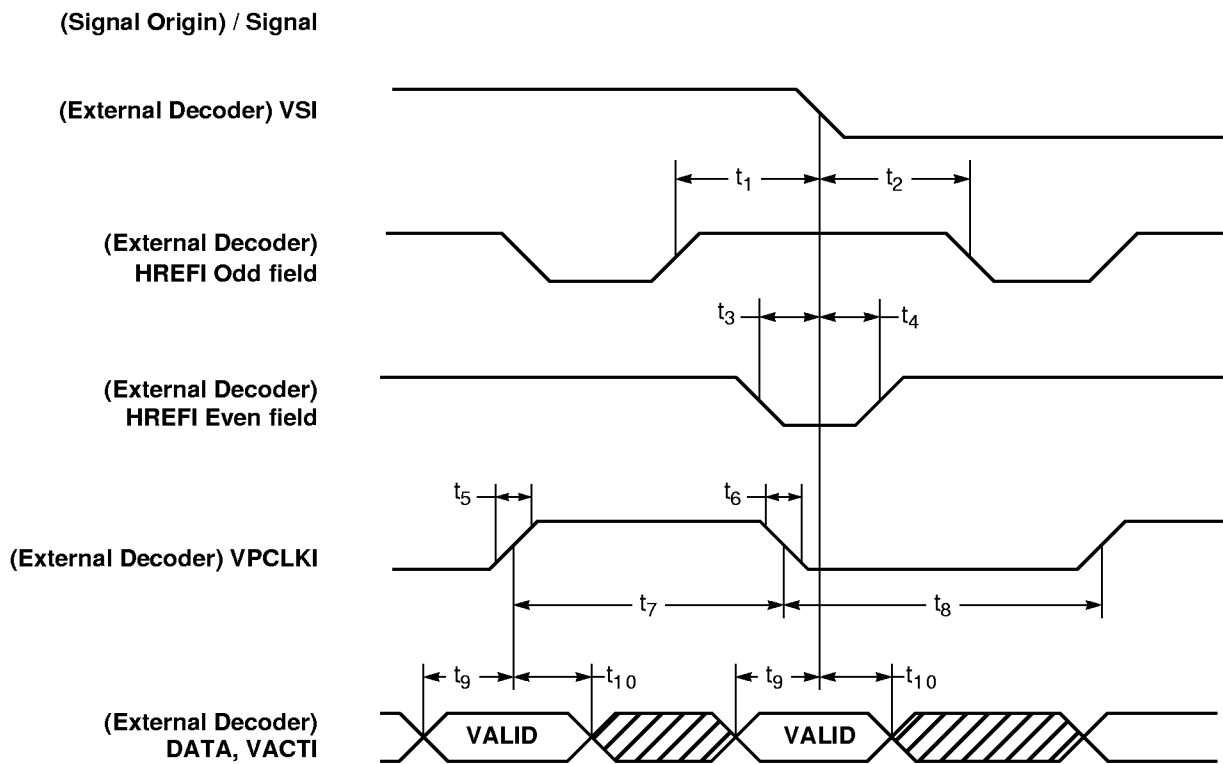 (Signal Origin) / Signal
(External Decoder) VSI
t1 t2
(External Decoder)
HREFI Odd field
t3 t4
(External Decoder)
HREFI Even field
t5 t6
(External Decoder) VPCLKI
t7 t8
t9 t10 t9 t10
(External Decoder)
DATA, VACTI
VALID VALID